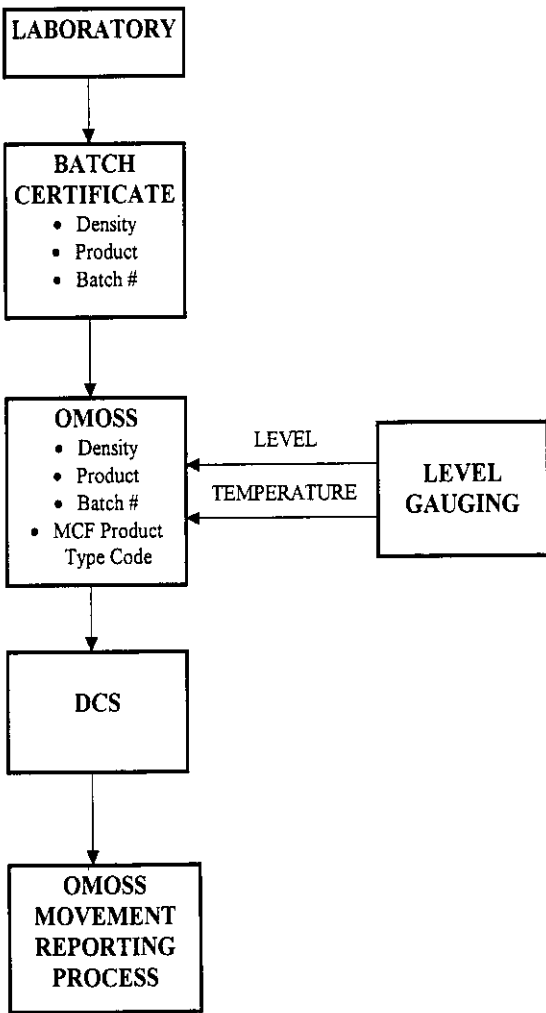 LABORATORY
BATCH
CERTIFICATE
• Density
• Product
• Batch #
OMOSS
• Density
• Product
• Batch #
• MCF Product
Type Code
LEVEL
TEMPERATURE
LEVEL
GAUGING
DCS
OMOSS
MOVEMENT
REPORTING
PROCESS